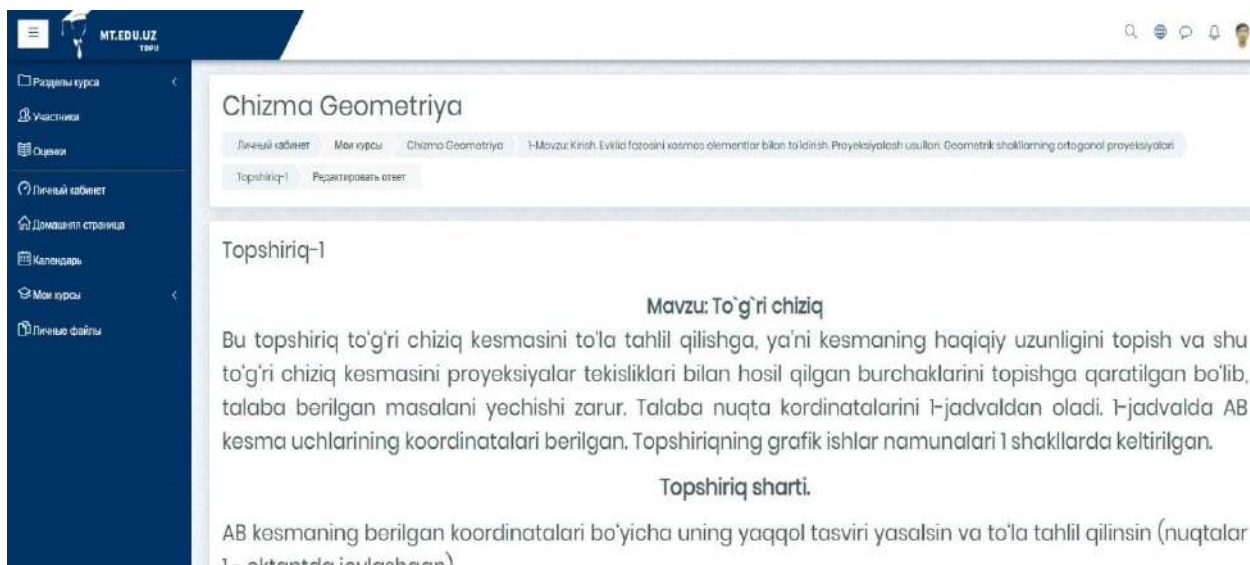 MT.EDU.UZ
TDPU
Разделы курса
Участники
Оценки
Личный кабинет
Домашняя страница
Календарь
Мои курсы
Личные файлы
Chizma Geometriya
Личный кабинет Мои курсы Chizma Geometriya 1-Mavzu: Kirish. Evklid fazosini xosmos elementlar bilan to'ldirish. Proyeksiyalash usullari. Geometrik shakllarning ortogonal proyeksiyalari
Topshiriq-1 Редактировать ответ
Topshiriq-1
Mavzu: To`g`ri chiziq
Bu topshiriq to'g'ri chiziq kesmasini to'la tahlil qilishga, ya'ni kesmaning haqiqiy uzunligini topish va shu
to'g'ri chiziq kesmasini proyeksiyalar tekisliklari bilan hosil qilgan burchaklarini topishga qaratilgan bo'lib,
talaba berilgan masalani yechishi zarur. Talaba nuqta kordinatalarini 1-jadvaldan oladi. 1-jadvalda AB
kesma uchlarining koordinatalari berilgan. Topshiriqning grafik ishlar namunalari 1 shakllarda keltirilgan.
Topshiriq sharti.
AB kesmaning berilgan koordinatalari bo'yicha uning yaqqol tasviri yasalsin va to'la tahlil qilinsin (nuqtalar
1 - oktantda joylashgan)